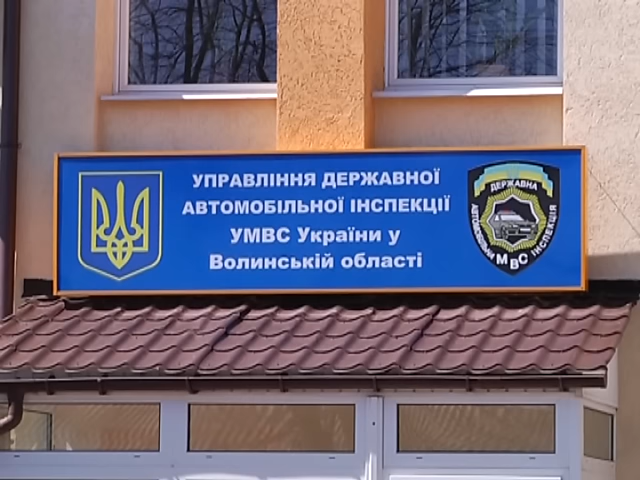 УПРАВЛІННЯ ДЕРЖАВНОЇ
АВТОМОБІЛЬНОЇ ІНСПЕКЦІЇ
УМВС України у
Волинській області
ДЕРЖАВНА
АВТОМОБІЛЬНА ІНСПЕКЦІЯ
МВС